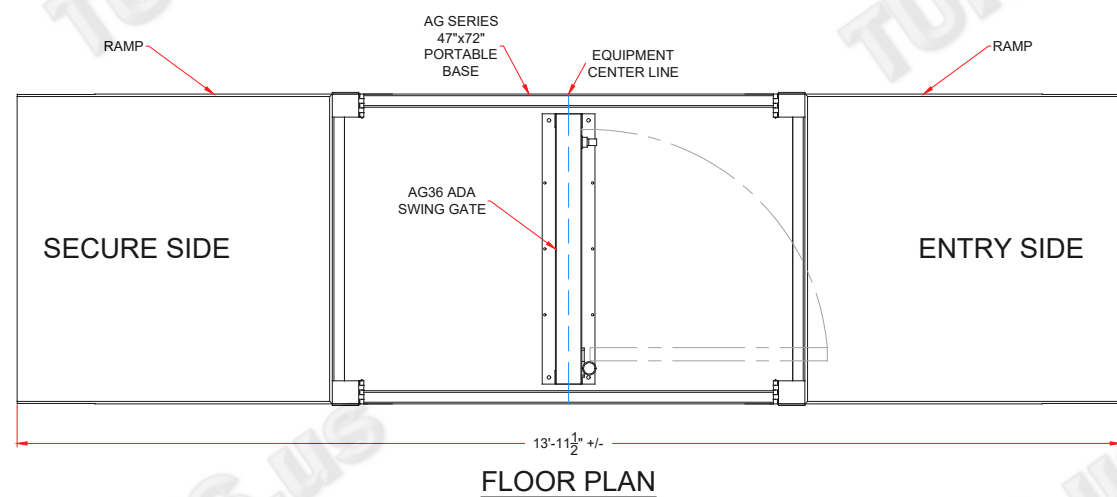 AG SERIES
47"x72"
PORTABLE
BASE
RAMP
EQUIPMENT
CENTER LINE
RAMP
AG36 ADA
SWING GATE
SECURE SIDE
ENTRY SIDE
13'-11 1/2" +/-
FLOOR PLAN